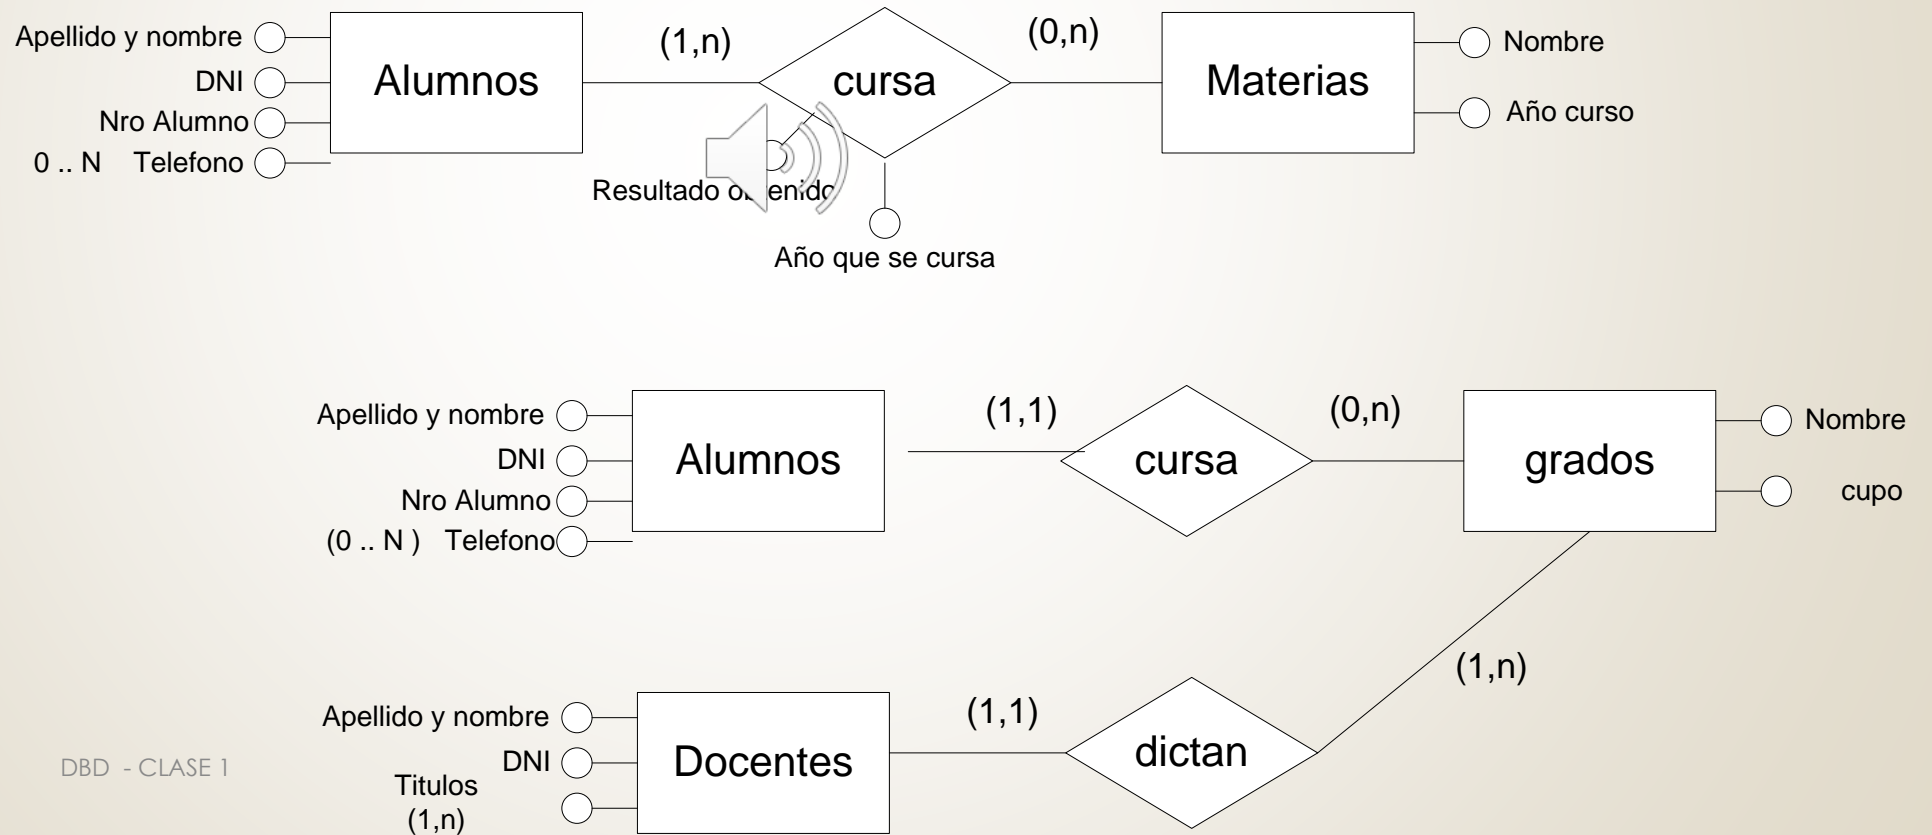 Apellido y nombre
DNI
Nro Alumno
0 .. N Telefono
Alumnos
(1,n)
cursa
(0,n)
Materias
Nombre
Año curso
Resultado obtenido
Año que se cursa
Apellido y nombre
DNI
Nro Alumno
(0 .. N ) Telefono
Alumnos
(1,1)
cursa
(0,n)
grados
Nombre
cupo
(1,n)
Apellido y nombre
DNI
Titulos
(1,n)
Docentes
(1,1)
dictan
DBD - CLASE 1